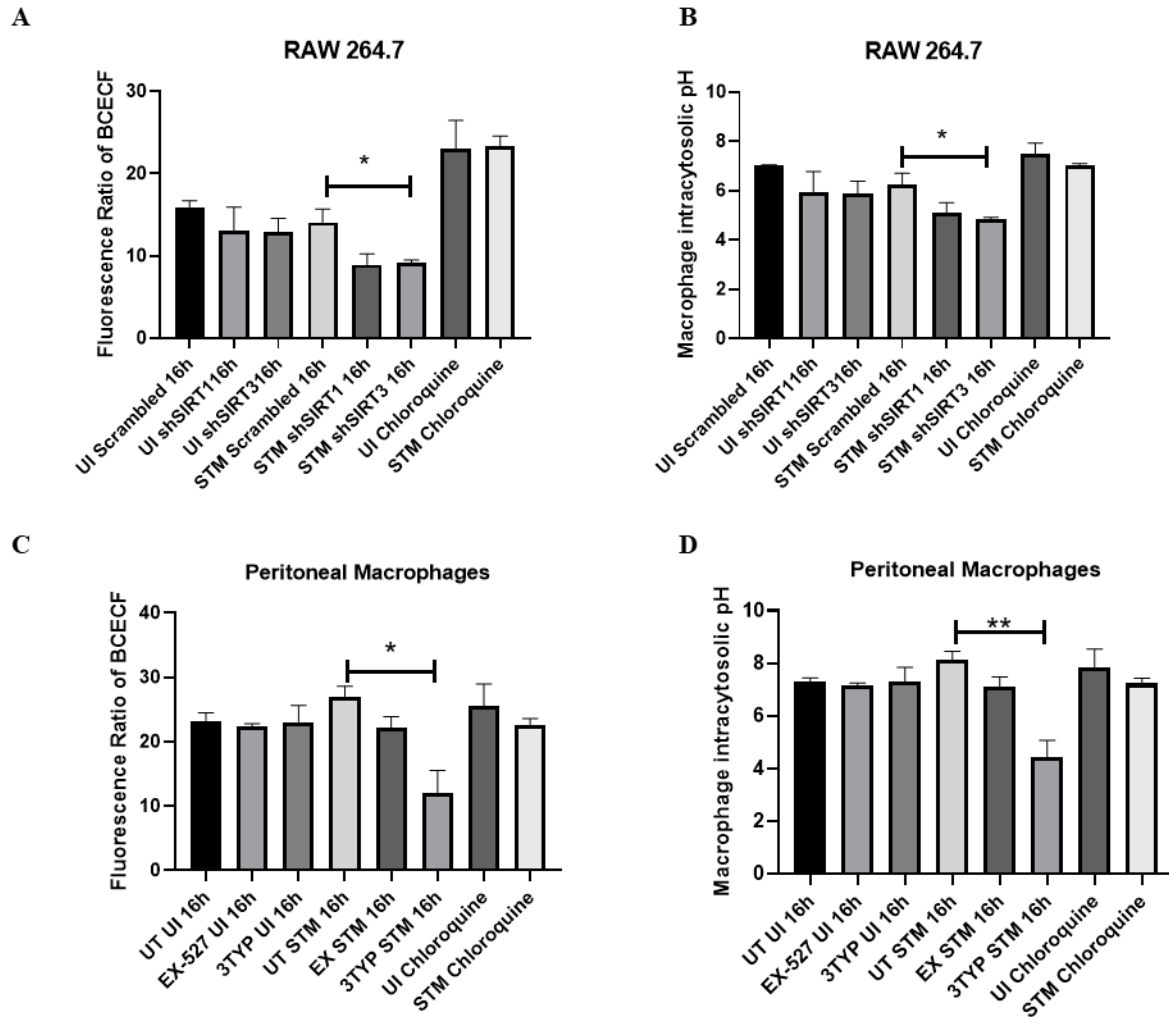 A
RAW 264.7
Fluorescence Ratio of BCECF
30
20
10
0
*
UI Scrambled 16h
UI shSIRT116h
UI shSIRT316h
STM Scrambled 16h
STM shSIRT1 16h
STM shSIRT3 16h
UI Chloroquine
STM Chloroquine
B
RAW 264.7
Macrophage intracytosolic pH
10
8
6
4
2
0
*
UI Scrambled 16h
UI shSIRT116h
UI shSIRT316h
STM Scrambled 16h
STM shSIRT1 16h
STM shSIRT3 16h
UI Chloroquine
STM Chloroquine
C
Peritoneal Macrophages
Fluorescence Ratio of BCECF
40
30
20
10
0
*
UT UI 16h
EX-527 UI 16h
3TYP UI 16h
UT STM 16h
EX STM 16h
3TYP STM 16h
UI Chloroquine
STM Chloroquine
D
Peritoneal Macrophages
Macrophage intracytosolic pH
10
8
6
4
2
0
**
UT UI 16h
EX-527 UI 16h
3TYP UI 16h
UT STM 16h
EX STM 16h
3TYP STM 16h
UI Chloroquine
STM Chloroquine